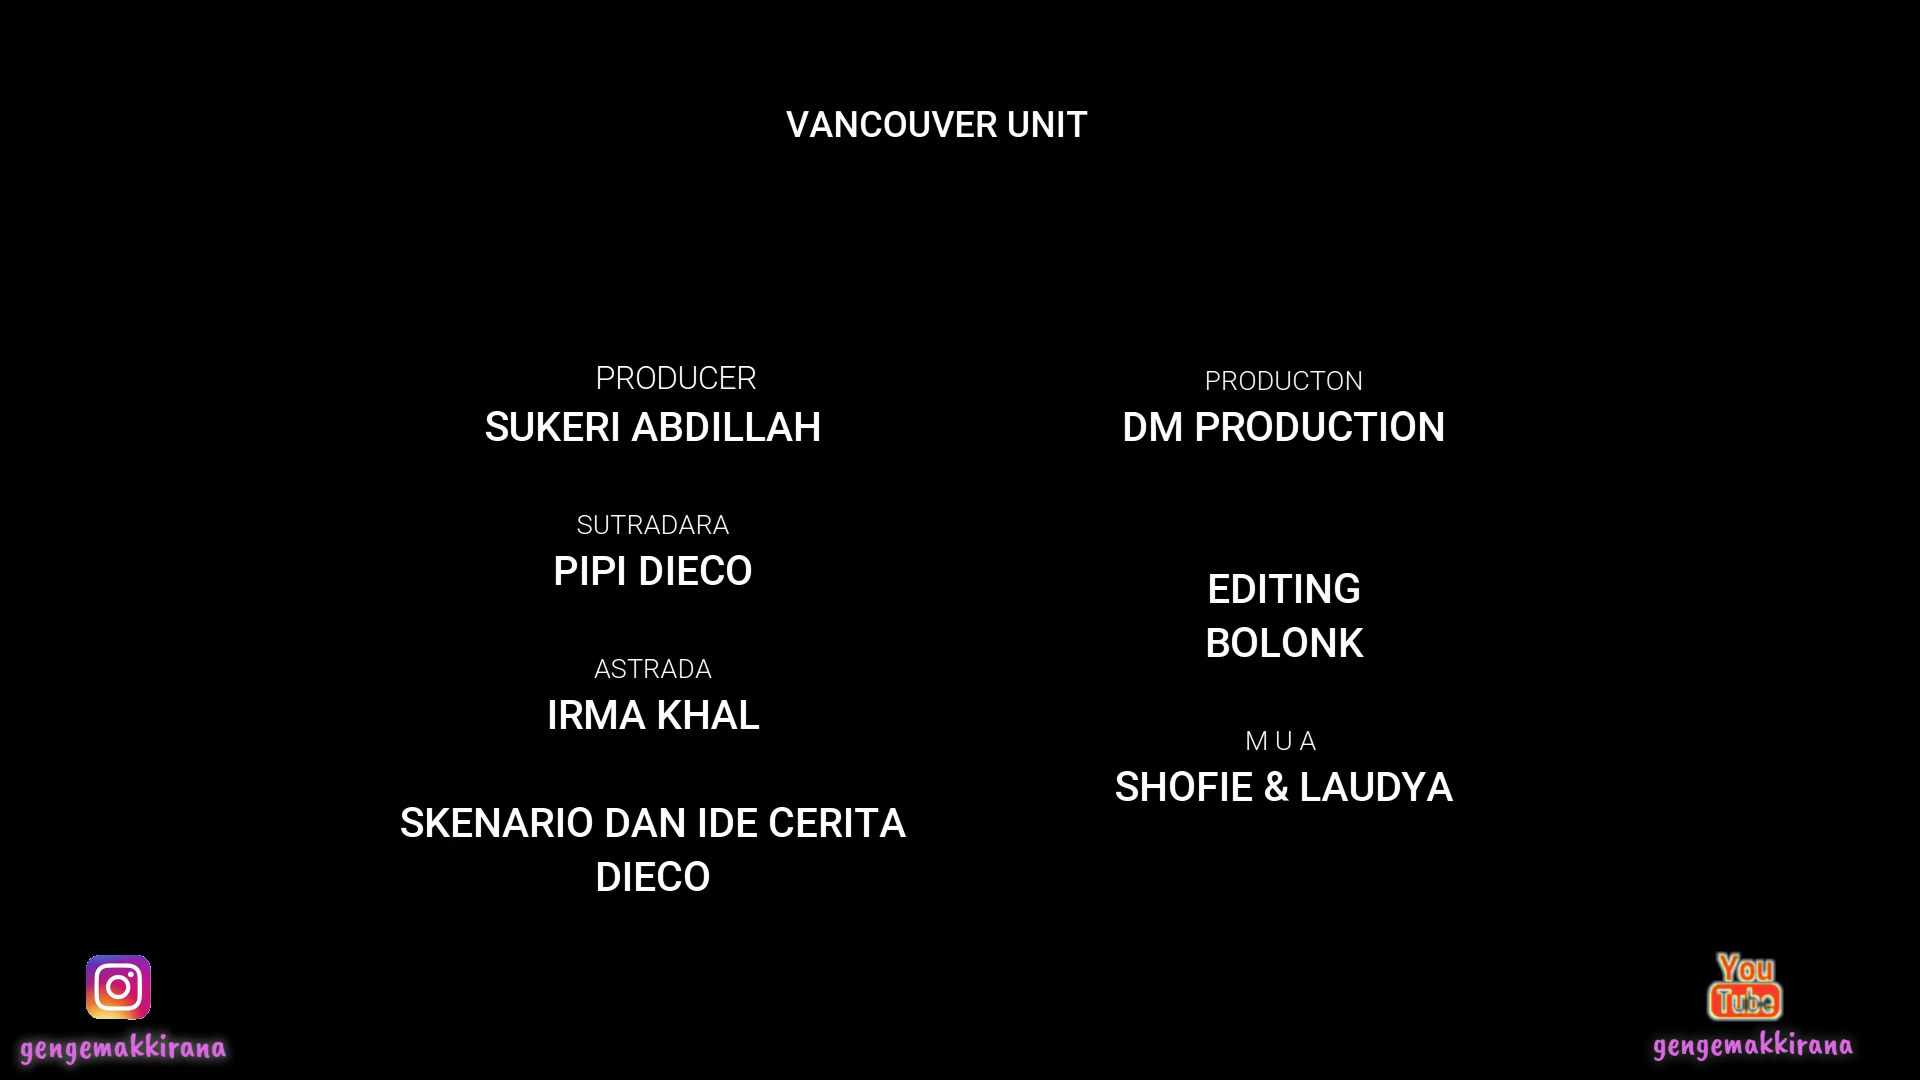 VANCOUVER UNIT
PRODUCER
SUKERI ABDILLAH
SUTRADARA
PIPI DIECO
ASTRADA
IRMA KHAL
SKENARIO DAN IDE CERITA
DIECO
PRODUCTON
DM PRODUCTION
EDITING
BOLONK
M U A
SHOFIE & LAUDYA
gengemakkirana
You
Tube
gengemakkirana